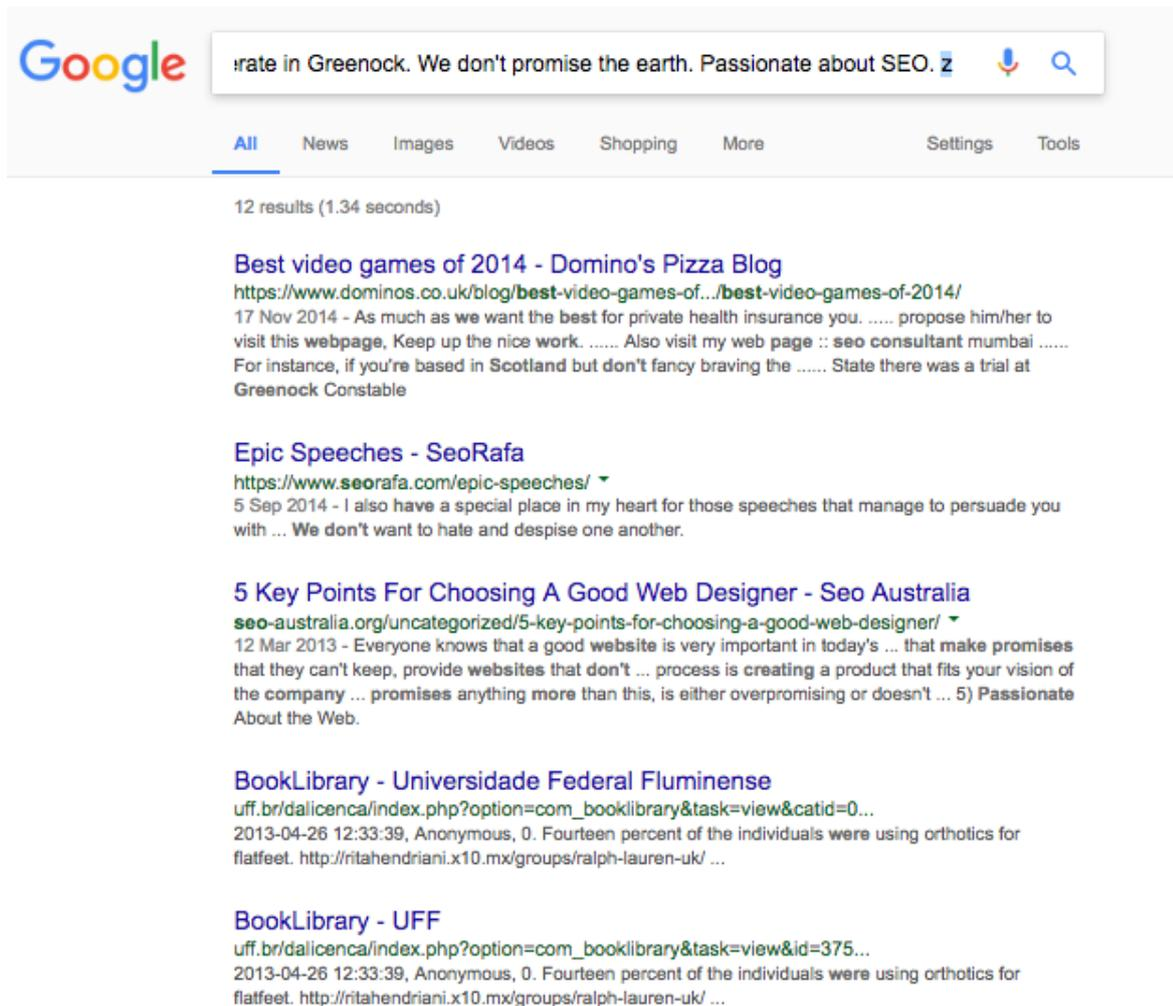 Google
rate in Greenock. We don't promise the earth. Passionate about SEO. z
All News Images Videos Shopping More Settings Tools
12 results (1.34 seconds)
Best video games of 2014 - Domino's Pizza Blog
https://www.dominos.co.uk/blog/best-video-games-of.../best-video-games-of-2014/
17 Nov 2014 - As much as we want the best for private health insurance you. ..... propose him/her to
visit this webpage, Keep up the nice work. ...... Also visit my web page :: seo consultant mumbai ......
For instance, if you're based in Scotland but don't fancy braving the ...... State there was a trial at
Greenock Constable
Epic Speeches - SeoRafa
https://www.seorafa.com/epic-speeches/
5 Sep 2014 - I also have a special place in my heart for those speeches that manage to persuade you
with ... We don't want to hate and despise one another.
5 Key Points For Choosing A Good Web Designer - Seo Australia
seo-australia.org/uncategorized/5-key-points-for-choosing-a-good-web-designer/
12 Mar 2013 - Everyone knows that a good website is very important in today's ... that make promises
that they can't keep, provide websites that don't ... process is creating a product that fits your vision of
the company ... promises anything more than this, is either overpromising or doesn't ... 5) Passionate
About the Web.
BookLibrary - Universidade Federal Fluminense
uff.br/dalicenca/index.php?option=com_booklibrary&task=view&catid=0...
2013-04-26 12:33:39, Anonymous, 0. Fourteen percent of the individuals were using orthotics for
flatfeet. http://ritahendriani.x10.mx/groups/ralph-lauren-uk/ ...
BookLibrary - UFF
uff.br/dalicenca/index.php?option=com_booklibrary&task=view&id=375...
2013-04-26 12:33:39, Anonymous, 0. Fourteen percent of the individuals were using orthotics for
flatfeet. http://ritahendriani.x10.mx/groups/ralph-lauren-uk/ ...